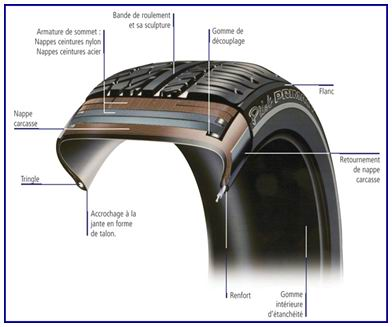 Bande de roulement
et sa sculpture
Armature de sommet :
Nappes ceintures nylon
Nappes ceintures acier
Gomme de
découplage
Flanc
Nappe
carcasse
Retournement
de nappe
carcasse
Tringle
Accrochage à la
jante en forme
de talon.
Renfort
Gomme
intérieure
d'étanchéité